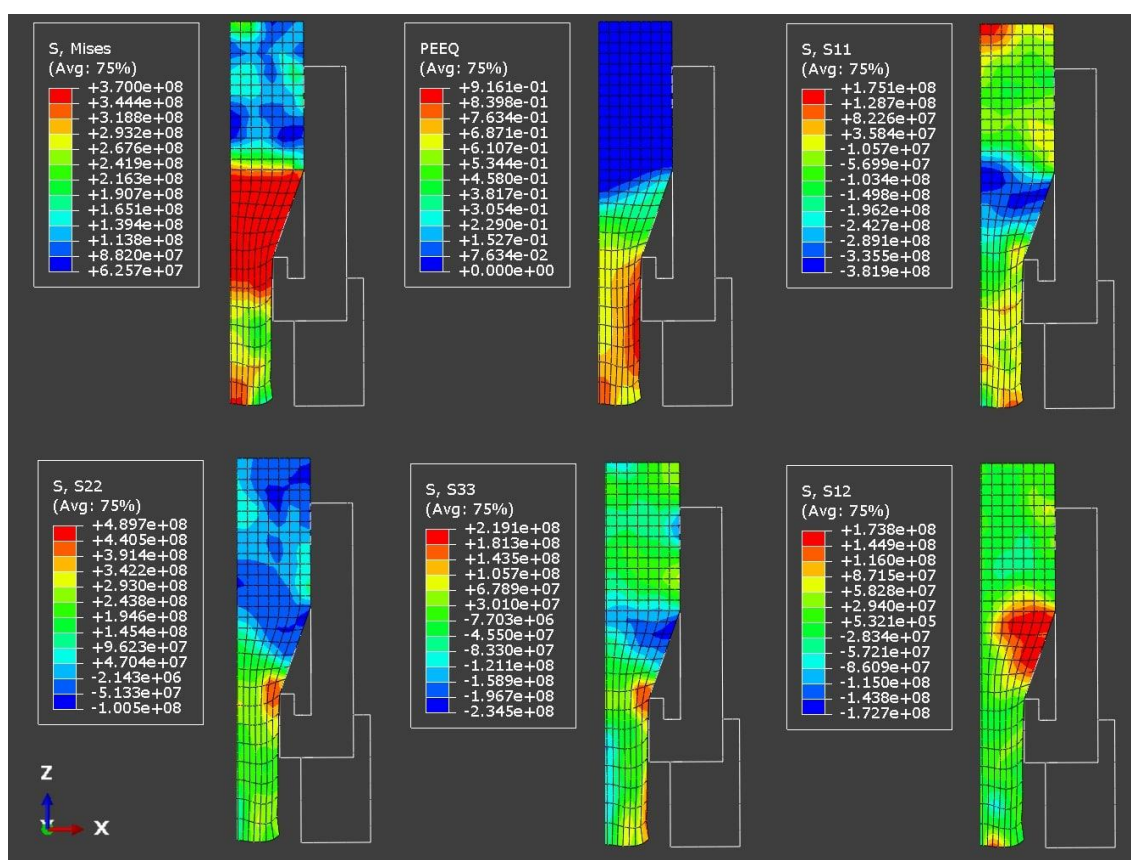 S, Mises
(Avg: 75%)
+3.700e+08
+3.444e+08
+3.188e+08
+2.932e+08
+2.676e+08
+2.419e+08
+2.163e+08
+1.907e+08
+1.651e+08
+1.394e+08
+1.138e+08
+8.820e+07
+6.257e+07
PEEQ
(Avg: 75%)
+9.161e-01
+8.398e-01
+7.634e-01
+6.871e-01
+6.107e-01
+5.344e-01
+4.580e-01
+3.817e-01
+3.054e-01
+2.290e-01
+1.527e-01
+7.634e-02
+0.000e+00
S, S11
(Avg: 75%)
+1.751e+08
+1.287e+08
+8.226e+07
+3.584e+07
-1.057e+07
-5.699e+07
-1.034e+08
-1.498e+08
-1.962e+08
-2.427e+08
-2.891e+08
-3.355e+08
-3.819e+08
S, S22
(Avg: 75%)
+4.897e+08
+4.405e+08
+3.914e+08
+3.422e+08
+2.930e+08
+2.438e+08
+1.946e+08
+1.454e+08
+9.623e+07
+4.704e+07
-2.143e+06
-5.133e+07
-1.005e+08
S, S33
(Avg: 75%)
+2.191e+08
+1.813e+08
+1.435e+08
+1.057e+08
+6.789e+07
+3.010e+07
-7.703e+06
-4.550e+07
-8.330e+07
-1.211e+08
-1.589e+08
-1.967e+08
-2.345e+08
S, S12
(Avg: 75%)
+1.738e+08
+1.449e+08
+1.160e+08
+8.715e+07
+5.828e+07
+2.940e+07
+5.321e+05
-2.834e+07
-5.721e+07
-8.609e+07
-1.150e+08
-1.438e+08
-1.727e+08
Z
Y
X